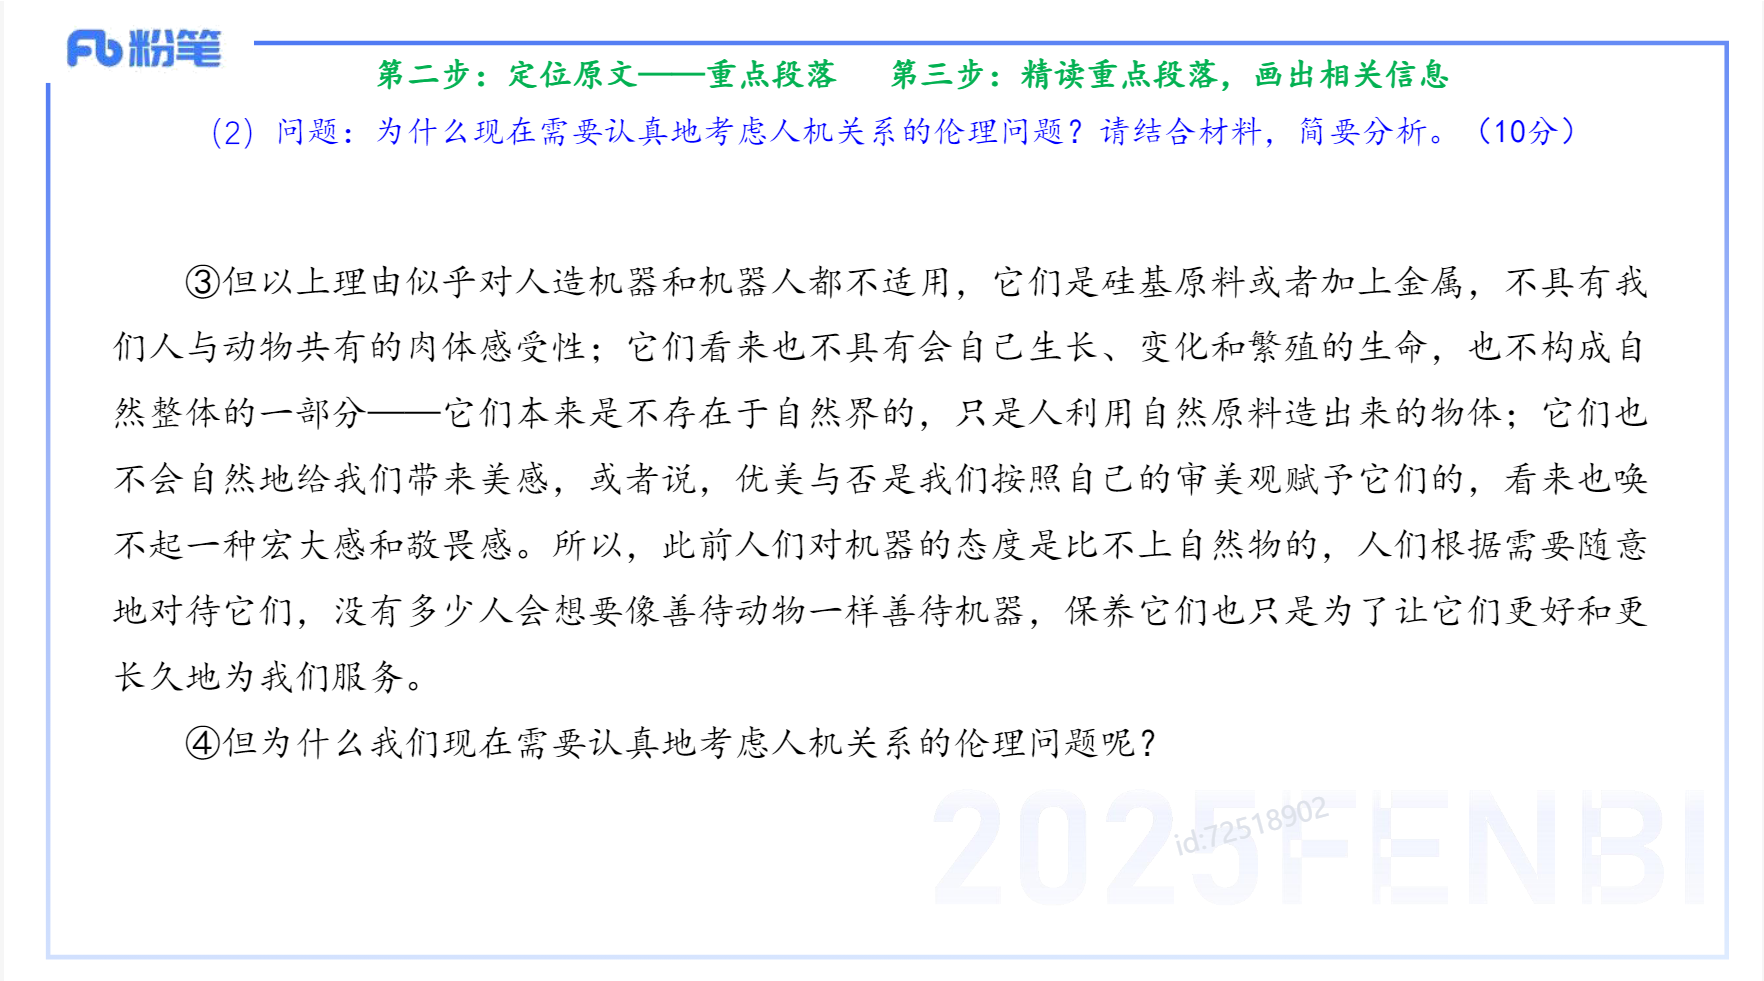 粉笔
第二步：定位原文——重点段落 第三步：精读重点段落，画出相关信息
（2）问题：为什么现在需要认真地考虑人机关系的伦理问题？请结合材料，简要分析。（10分）
③但以上理由似乎对人造机器和机器人都不适用，它们是硅基原料或者加上金属，不具有我
们人与动物共有的肉体感受性；它们看来也不具有会自己生长、变化和繁殖的生命，也不构成自
然整体的一部分——它们本来是不存在于自然界的，只是人利用自然原料造出来的物体；它们也
不会自然地给我们带来美感，或者说，优美与否是我们按照自己的审美观赋予它们的，看来也唤
不起一种宏大感和敬畏感。所以，此前人们对机器的态度是比不上自然物的，人们根据需要随意
地对待它们，没有多少人会想要像善待动物一样善待机器，保养它们也只是为了让它们更好和更
长久地为我们服务。
④但为什么我们现在需要认真地考虑人机关系的伦理问题呢？
2025FENBI
id:72518902